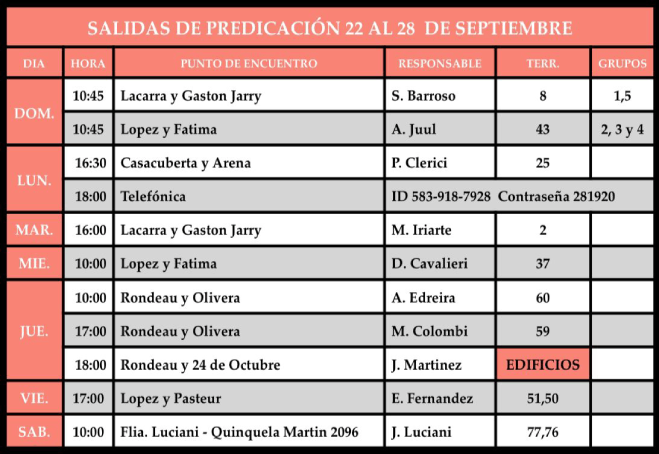 SALIDAS DE PREDICACIÓN 22 AL 28 DE SEPTIEMBRE
DIA HORA PUNTO DE ENCUENTRO RESPONSABLE TERR. GRUPOS
DOM. 10:45 Lacarra y Gaston Jarry S. Barroso 8 1,5
10:45 Lopez y Fatima A. Juul 43 2, 3 y 4
LUN. 16:30 Casacuberta y Arena P. Clerici 25
18:00 Telefónica ID 583-918-7928 Contraseña 281920
MAR. 16:00 Lacarra y Gaston Jarry M. Iriarte 2
MIE. 10:00 Lopez y Fatima D. Cavalieri 37
JUE. 10:00 Rondeau y Olivera A. Edreira 60
17:00 Rondeau y Olivera M. Colombi 59
18:00 Rondeau y 24 de Octubre J. Martinez EDIFICIOS
VIE. 17:00 Lopez y Pasteur E. Fernandez 51,50
SAB. 10:00 Flia. Luciani - Quinquela Martin 2096 J. Luciani 77,76